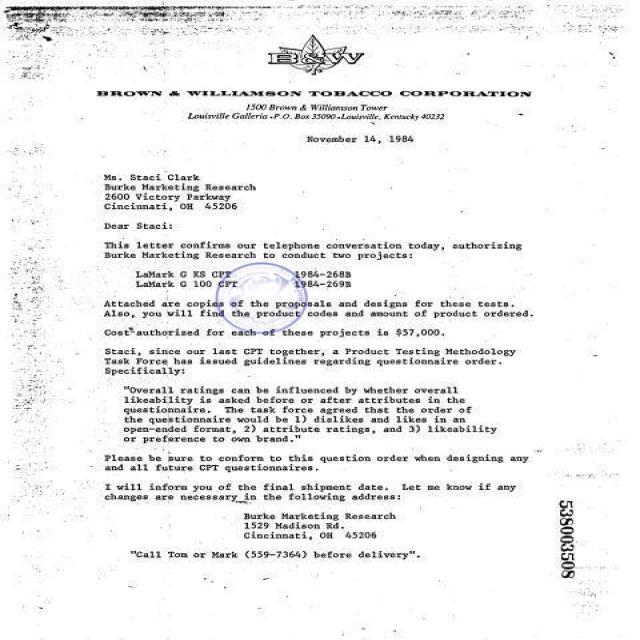 B&W
BROWN & WILLIAMSON TOBACCO CORPORATION
1500 Brown & Williamson Tower
Louisville Galleria • P.O. Box 35090 • Louisville, Kentucky 40232
November 14, 1984
Ms. Staci Clark
Burke Marketing Research
2600 Victory Parkway
Cincinnati, OH 45206
Dear Staci:
This letter confirms our telephone conversation today, authorizing
Burke Marketing Research to conduct two projects:
LaMark G KS CPT 1984-268B
LaMark G 100 CPT 1984-269B
Attached are copies of the proposals and designs for these tests.
Also, you will find the product codes and amount of product ordered.
Cost authorized for each of these projects is $57,000.
Staci, since our last CPT together, a Product Testing Methodology
Task Force has issued guidelines regarding questionnaire order.
Specifically:
"Overall ratings can be influenced by whether overall
likeability is asked before or after attributes in the
questionnaire. The task force agreed that the order of
the questionnaire would be 1) dislikes and likes in an
open-ended format, 2) attribute ratings, and 3) likeability
or preference to own brand."
Please be sure to conform to this question order when designing any
and all future CPT questionnaires.
I will inform you of the final shipment date. Let me know if any
changes are necessary in the following address:
Burke Marketing Research
1529 Madison Rd.
Cincinnati, OH 45206
"Call Tom or Mark (559-7364) before delivery".
538003508